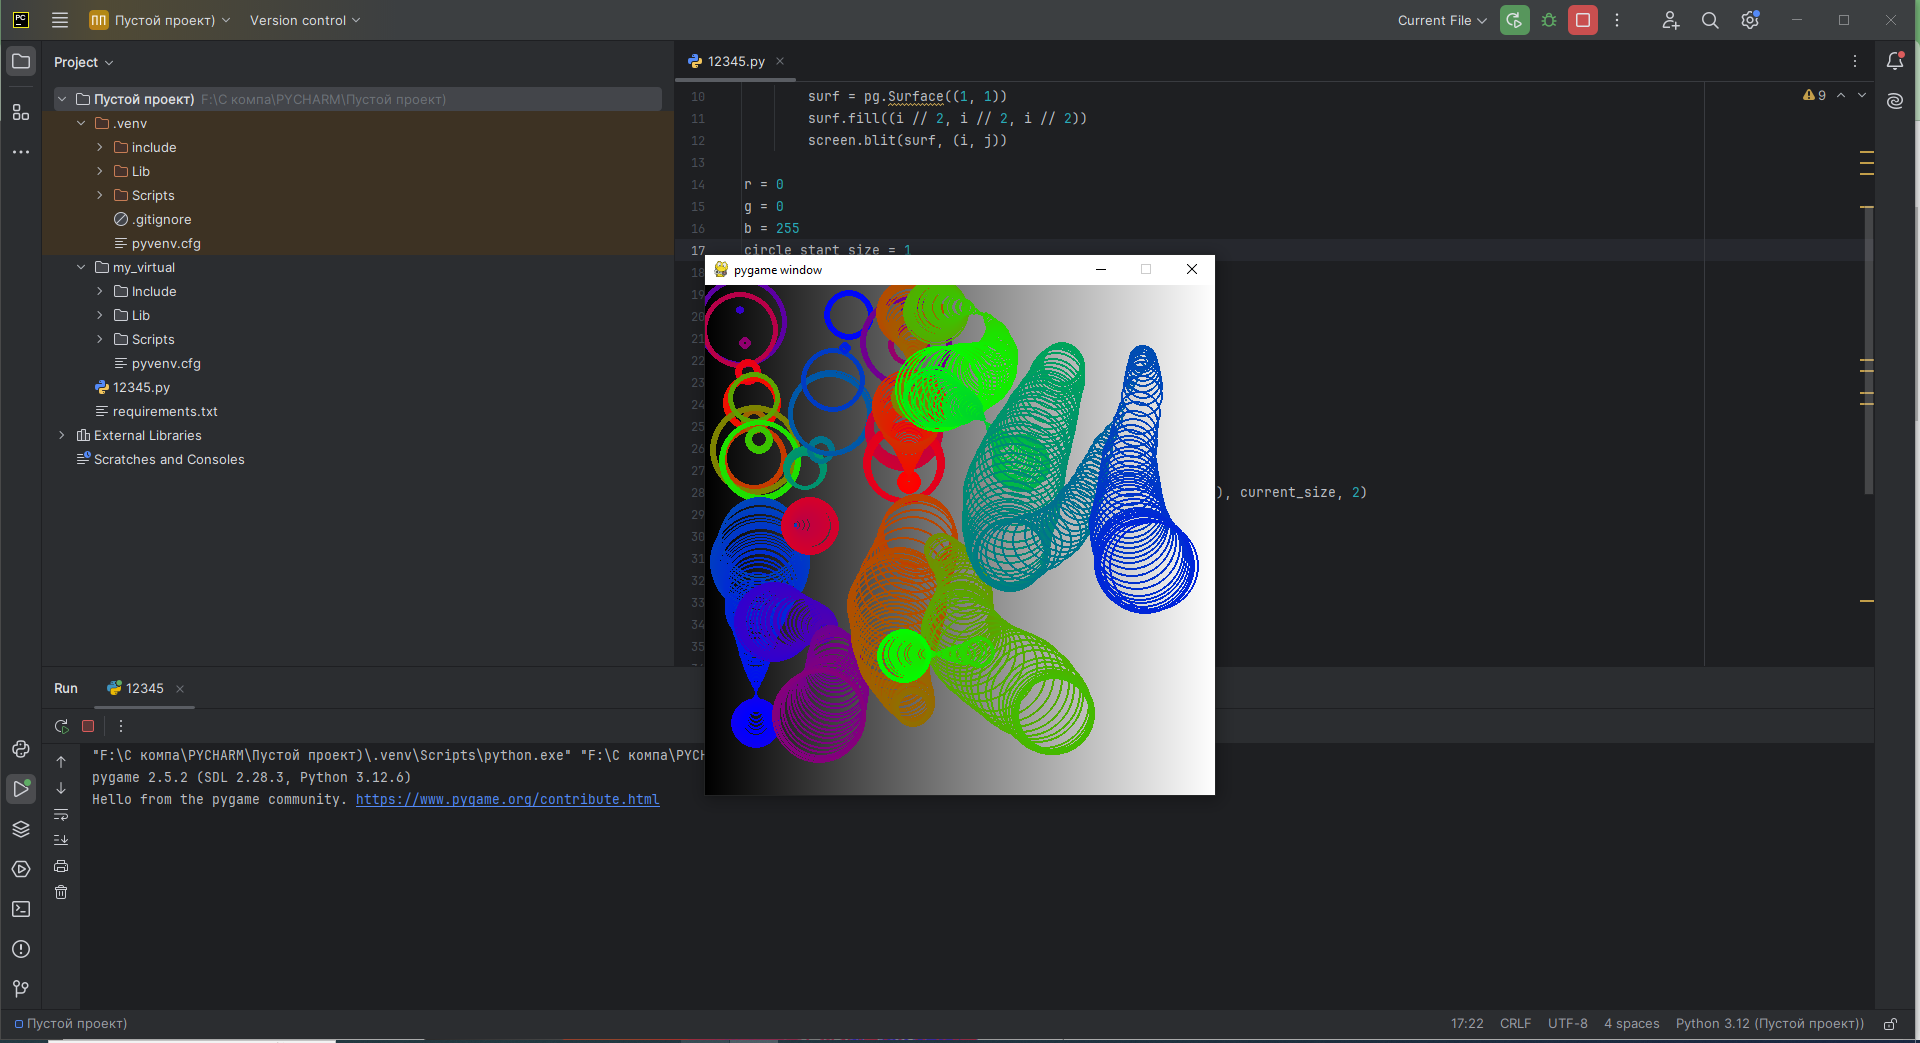 PC
ПП Пустой проект) Version control Current File
Project
Пустой проект) F:\С компа\PYCHARM\Пустой проект)
.venv
include
Lib
Scripts
.gitignore
pyvenv.cfg
my_virtual
Include
Lib
Scripts
pyvenv.cfg
12345.py
requirements.txt
External Libraries
Scratches and Consoles
12345.py
9
10 surf = pg.Surface((1, 1))
11 surf.fill((i // 2, i // 2, i // 2))
12 screen.blit(surf, (i, j))
13
14 r = 0
15 g = 0
16 b = 255
17 circle_start_size = 1
18
19
20
21
22
23
24
25
26
27
28 ), current_size, 2)
29
30
31
32
33
34
35
pygame window
Run 12345
"F:\С компа\PYCHARM\Пустой проект)\.venv\Scripts\python.exe" "F:\С компа\PYCH
pygame 2.5.2 (SDL 2.28.3, Python 3.12.6)
Hello from the pygame community. https://www.pygame.org/contribute.html
Пустой проект) 17:22 CRLF UTF-8 4 spaces Python 3.12 (Пустой проект))